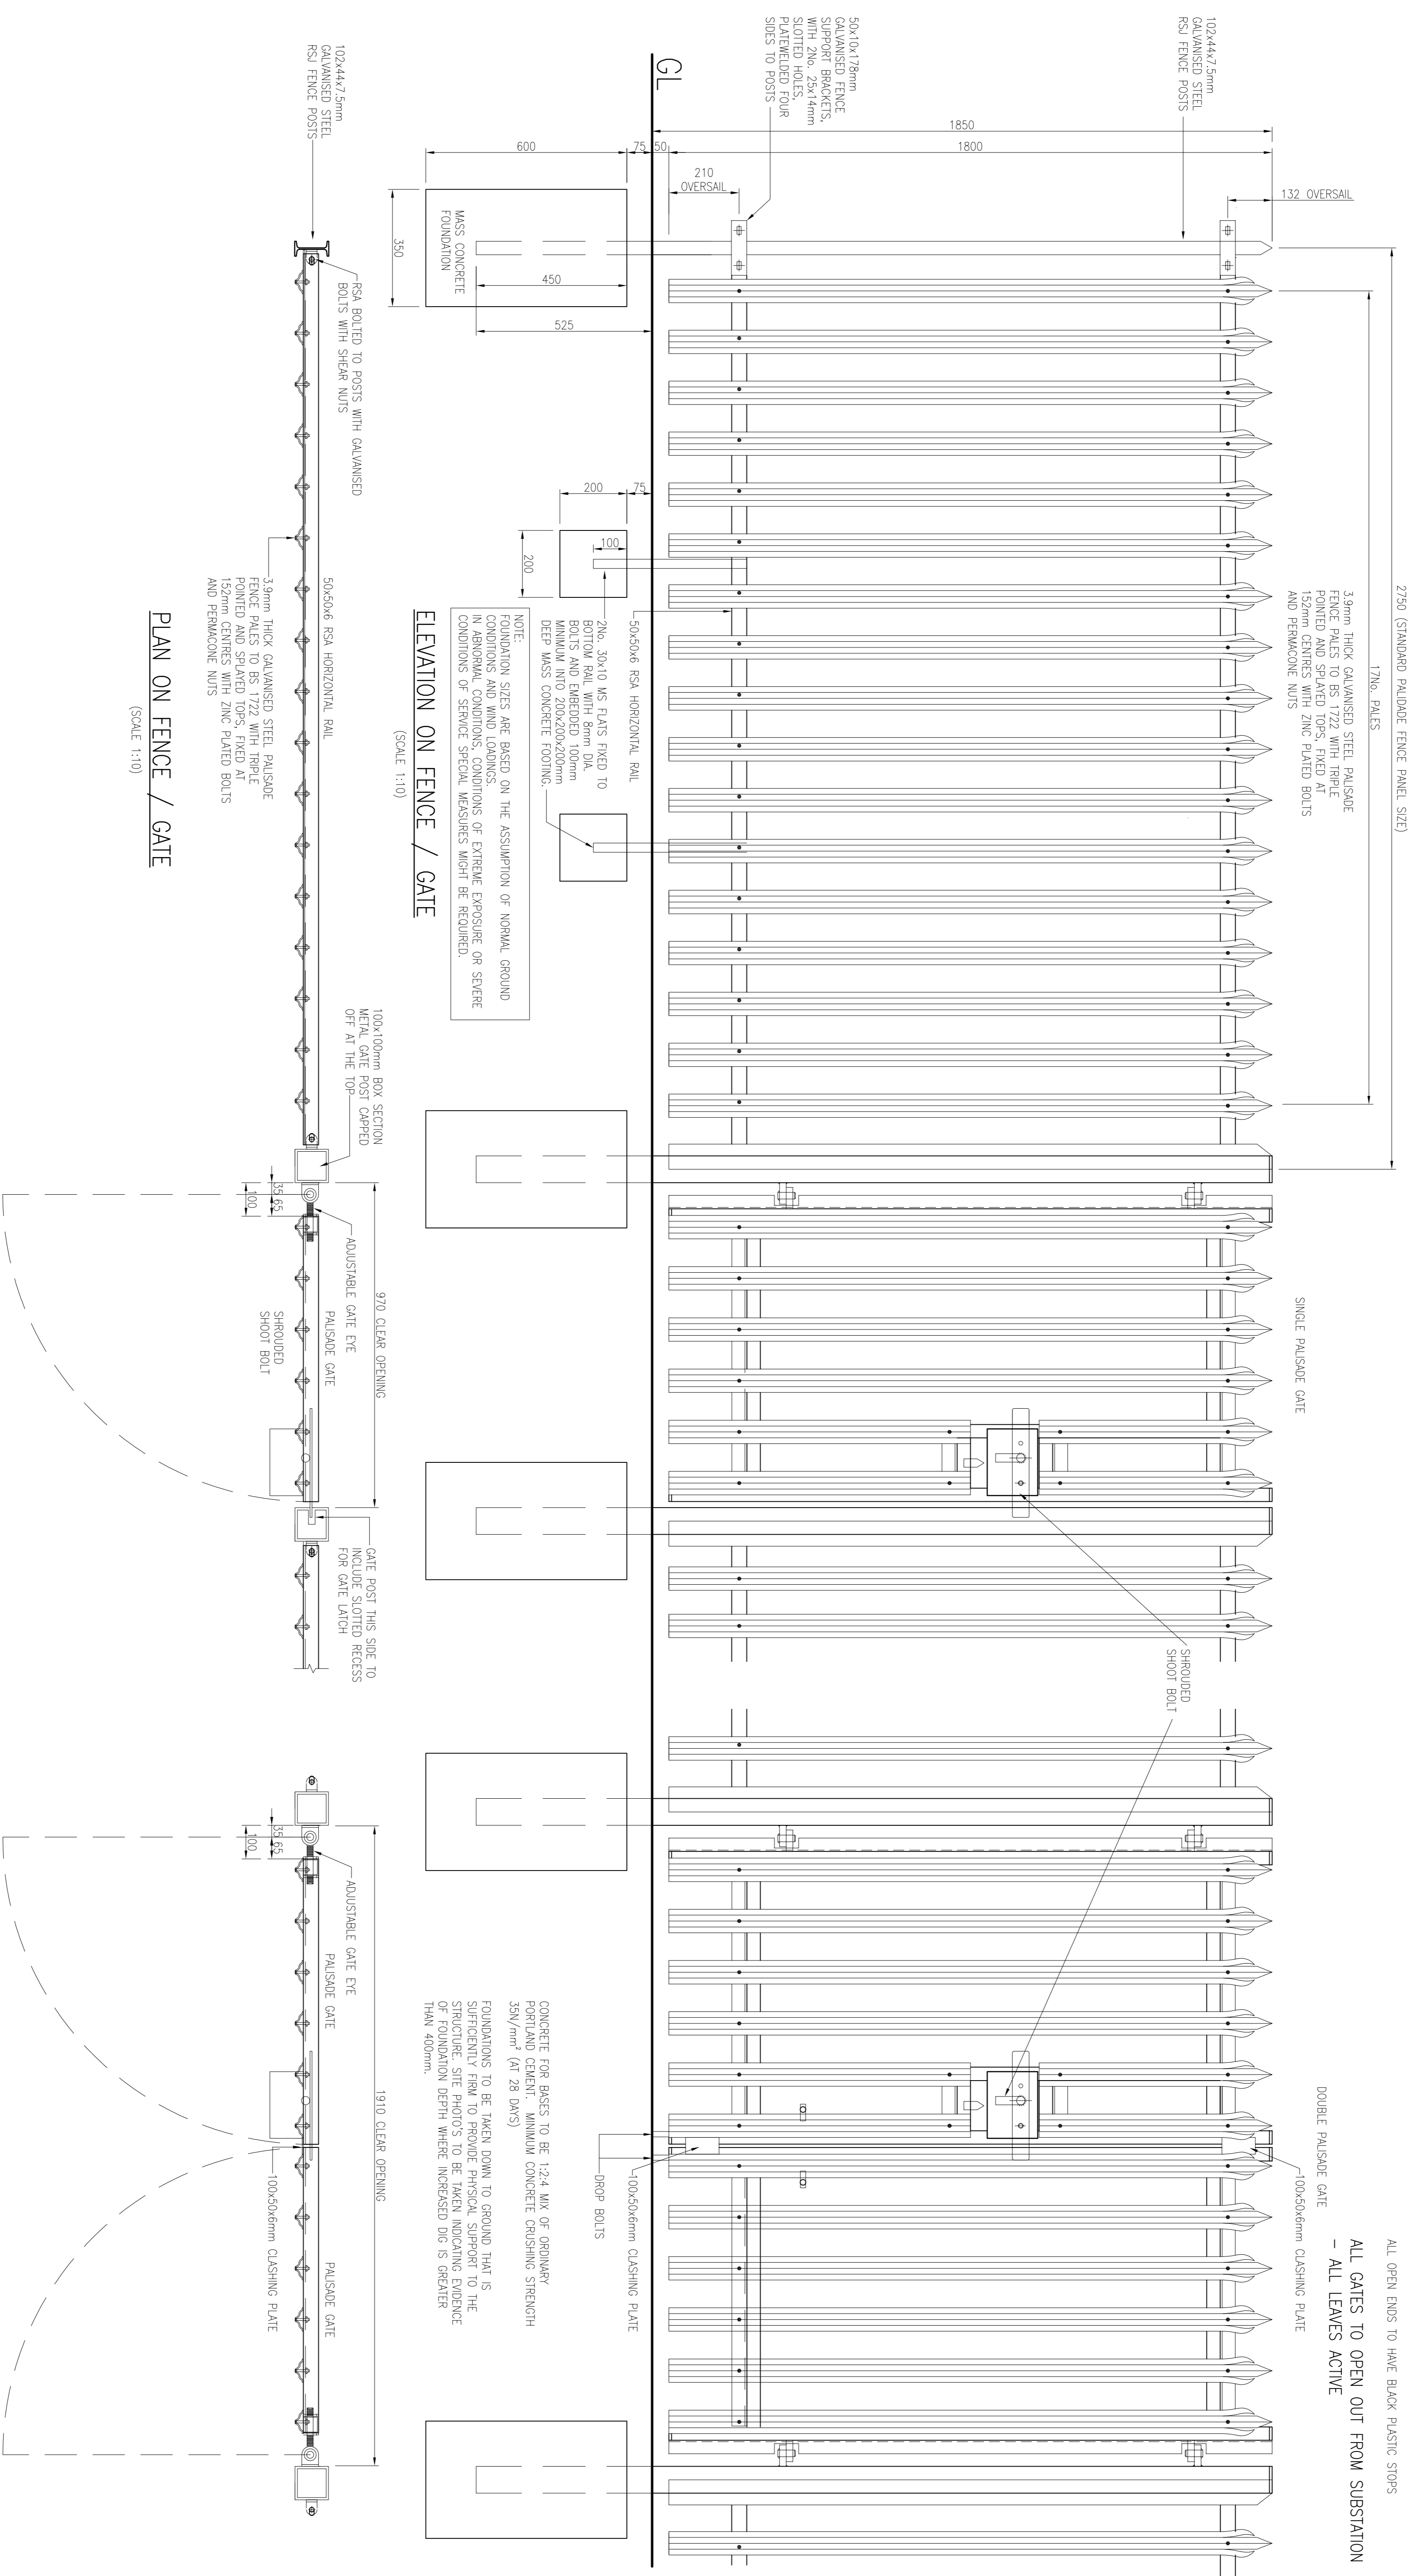 ALL OPEN ENDS TO HAVE BLACK PLASTIC STOPS
ALL GATES TO OPEN OUT FROM SUBSTATION
- ALL LEAVES ACTIVE
2750 (STANDARD PALIDADE FENCE PANEL SIZE)
17No. PALES
3.9mm THICK GALVANISED STEEL PALISADE
FENCE PALES TO BS 1722 WITH TRIPLE
POINTED AND SPLAYED TOPS, FIXED AT
152mm CENTRES WITH ZINC PLATED BOLTS
AND PERMACONE NUTS
SINGLE PALISADE GATE
DOUBLE PALISADE GATE
100x50x6mm CLASHING PLATE
132 OVERSAIL
102x44x7.5mm
GALVANISED STEEL
RSJ FENCE POSTS
SHROUDED
SHOOT BOLT
1850
1800
50x10x178mm
GALVANISED FENCE
SUPPORT BRACKETS,
WITH 2No. 25x14mm
SLOTTED HOLES,
PLATEWELDED FOUR
SIDES TO POSTS
210
OVERSAIL
GL
50
75
600
MASS CONCRETE
FOUNDATION
450
525
350
75
200
100
200
50x50x6 RSA HORIZONTAL RAIL
2No. 30x10 MS FLATS FIXED TO
BOTTOM RAIL WITH 8mm DIA.
BOLTS AND EMBEDDED 100mm
MINIMUM INTO 200x200x200mm
DEEP MASS CONCRETE FOOTING.
100x50x6mm CLASHING PLATE
DROP BOLTS
NOTE:
FOUNDATION SIZES ARE BASED ON THE ASSUMPTION OF NORMAL GROUND
CONDITIONS AND WIND LOADINGS.
IN ABNORMAL CONDITIONS, CONDITIONS OF EXTREME EXPOSURE OR SEVERE
CONDITIONS OF SERVICE SPECIAL MEASURES MIGHT BE REQUIRED.
CONCRETE FOR BASES TO BE 1:2:4 MIX OF ORDINARY
PORTLAND CEMENT. MINIMUM CONCRETE CRUSHING STRENGTH
35N/mm² (AT 28 DAYS)
FOUNDATIONS TO BE TAKEN DOWN TO GROUND THAT IS
SUFFICIENTLY FIRM TO PROVIDE PHYSICAL SUPPORT TO THE
STRUCTURE. SITE PHOTO'S TO BE TAKEN INDICATING EVIDENCE
OF FOUNDATION DEPTH WHERE INCREASED DIG IS GREATER
THAN 400mm.
ELEVATION ON FENCE / GATE
(SCALE 1:10)
102x44x7.5mm
GALVANISED STEEL
RSJ FENCE POSTS
RSA BOLTED TO POSTS WITH GALVANISED
BOLTS WITH SHEAR NUTS
50x50x6 RSA HORIZONTAL RAIL
3.9mm THICK GALVANISED STEEL PALISADE
FENCE PALES TO BS 1722 WITH TRIPLE
POINTED AND SPLAYED TOPS, FIXED AT
152mm CENTRES WITH ZINC PLATED BOLTS
AND PERMACONE NUTS
100x100mm BOX SECTION
METAL GATE POST CAPPED
OFF AT THE TOP
970 CLEAR OPENING
ADJUSTABLE GATE EYE
PALISADE GATE
SHROUDED
SHOOT BOLT
35
65
100
GATE POST THIS SIDE TO
INCLUDE SLOTTED RECESS
FOR GATE LATCH
1910 CLEAR OPENING
ADJUSTABLE GATE EYE
PALISADE GATE
PALISADE GATE
35
65
100
100x50x6mm CLASHING PLATE
PLAN ON FENCE / GATE
(SCALE 1:10)